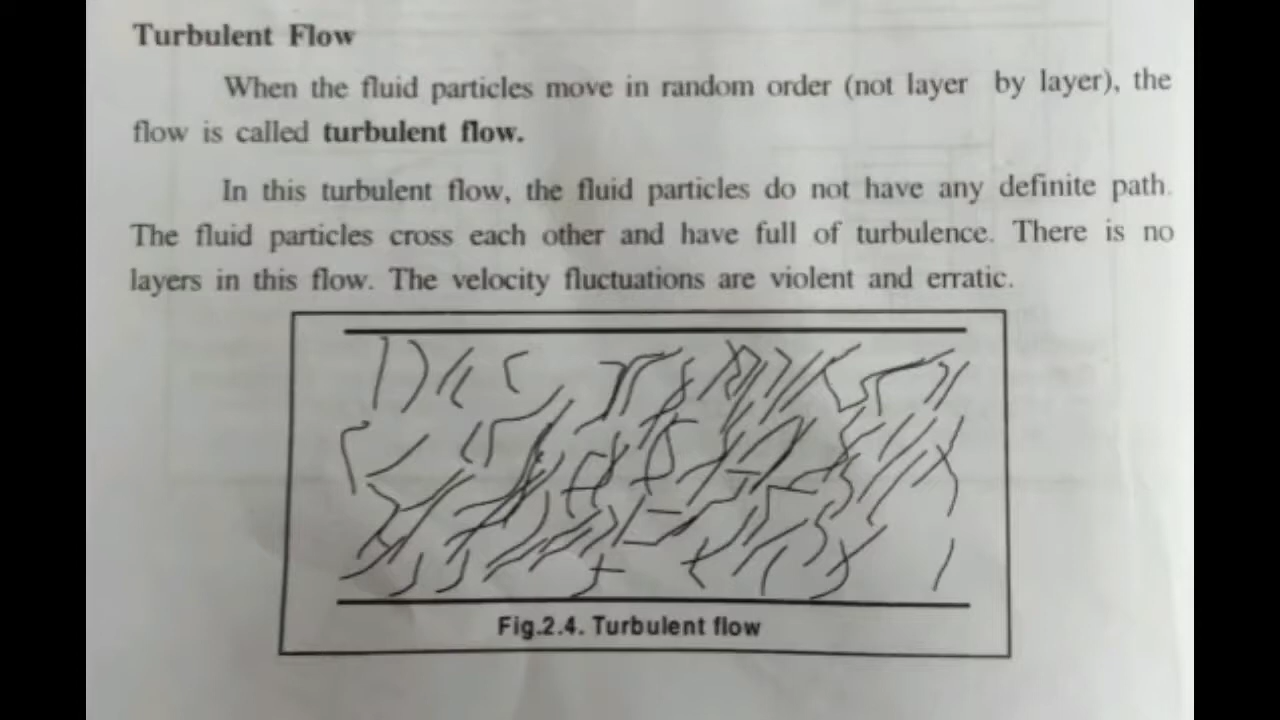 Turbulent Flow
When the fluid particles move in random order (not layer by layer), the
flow is called turbulent flow.
In this turbulent flow, the fluid particles do not have any definite path.
The fluid particles cross each other and have full of turbulence. There is no
layers in this flow. The velocity fluctuations are violent and erratic.
Fig.2.4. Turbulent flow